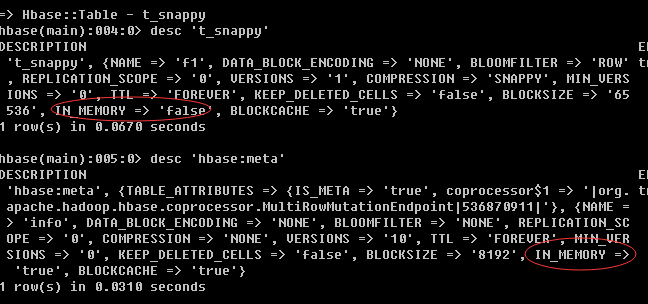 => Hbase::Table - t_snappy
hbase(main):004:0> desc 't_snappy'
DESCRIPTION
't_snappy', {NAME => 'f1', DATA_BLOCK_ENCODING => 'NONE', BLOOMFILTER => 'ROW' tr
, REPLICATION_SCOPE => '0', VERSIONS => '1', COMPRESSION => 'SNAPPY', MIN_VERS
IONS => '0', TTL => 'FOREVER', KEEP_DELETED_CELLS => 'false', BLOCKSIZE => '65
536', IN_MEMORY => 'false', BLOCKCACHE => 'true'}
1 row(s) in 0.0670 seconds
hbase(main):005:0> desc 'hbase:meta'
DESCRIPTION
'hbase:meta', {TABLE_ATTRIBUTES => {IS_META => 'true', coprocessor$1 => '|org. tr
apache.hadoop.hbase.coprocessor.MultiRowMutationEndpoint|536870911|'}, {NAME =
> 'info', DATA_BLOCK_ENCODING => 'NONE', BLOOMFILTER => 'NONE', REPLICATION_SC
OPE => '0', COMPRESSION => 'NONE', VERSIONS => '10', TTL => 'FOREVER', MIN_VER
SIONS => '0', KEEP_DELETED_CELLS => 'false', BLOCKSIZE => '8192', IN_MEMORY =>
'true', BLOCKCACHE => 'true'}
1 row(s) in 0.0310 seconds